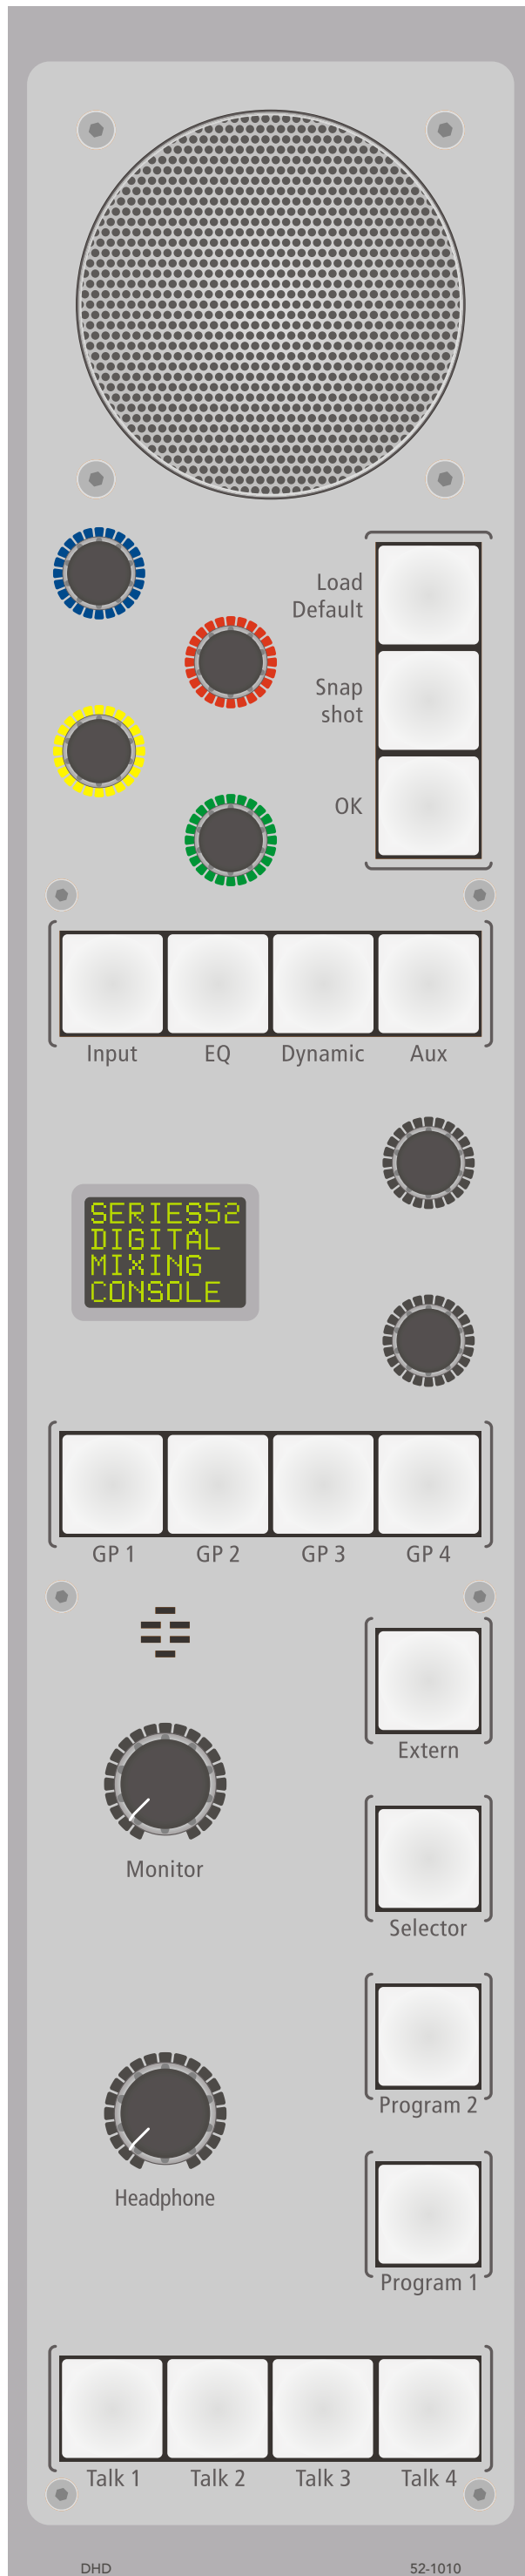 Load
Default
Snap
shot
OK
Input EQ Dynamic Aux
SERIES52
DIGITAL
MIXING
CONSOLE
GP 1 GP 2 GP 3 GP 4
Extern
Monitor
Selector
Program 2
Headphone
Program 1
Talk 1 Talk 2 Talk 3 Talk 4
DHD 52-1010